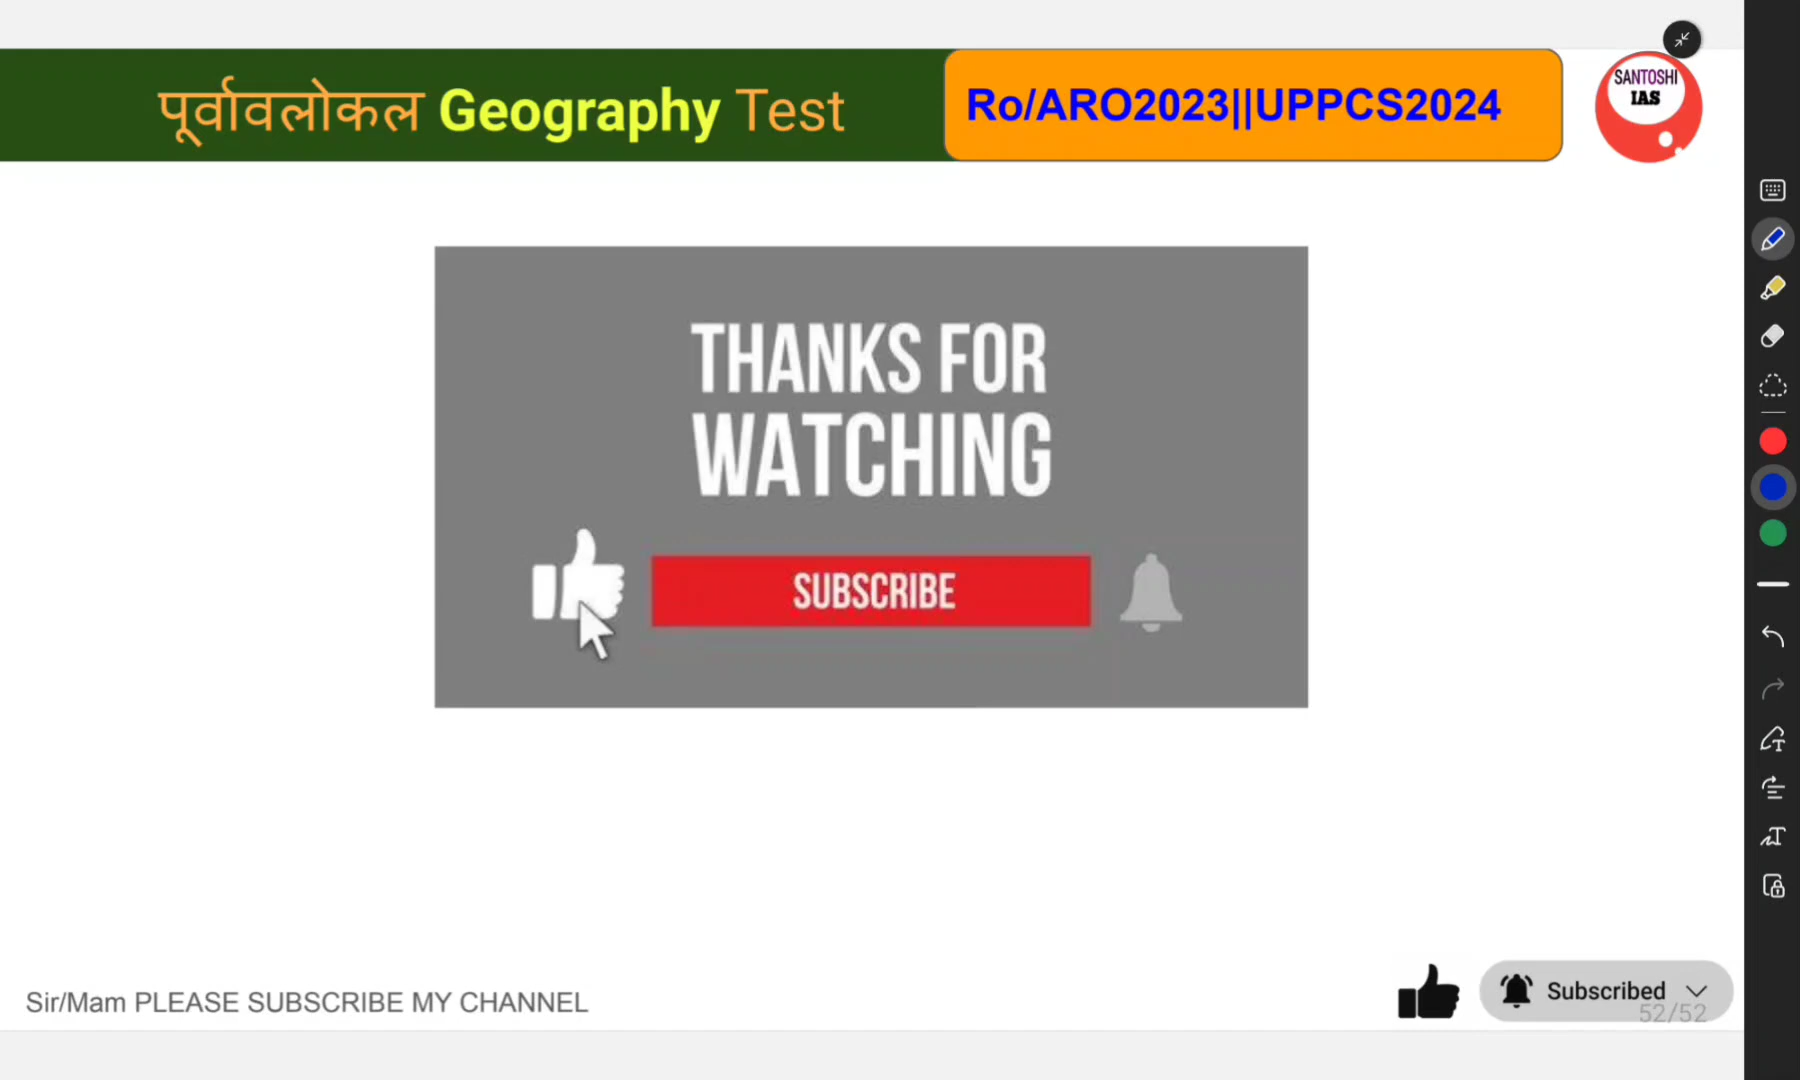 पूर्वावलोकल Geography Test
Ro/ARO2023||UPPCS2024
SANTOSHI
IAS
THANKS FOR
WATCHING
SUBSCRIBE
Sir/Mam PLEASE SUBSCRIBE MY CHANNEL
Subscribed
52/52